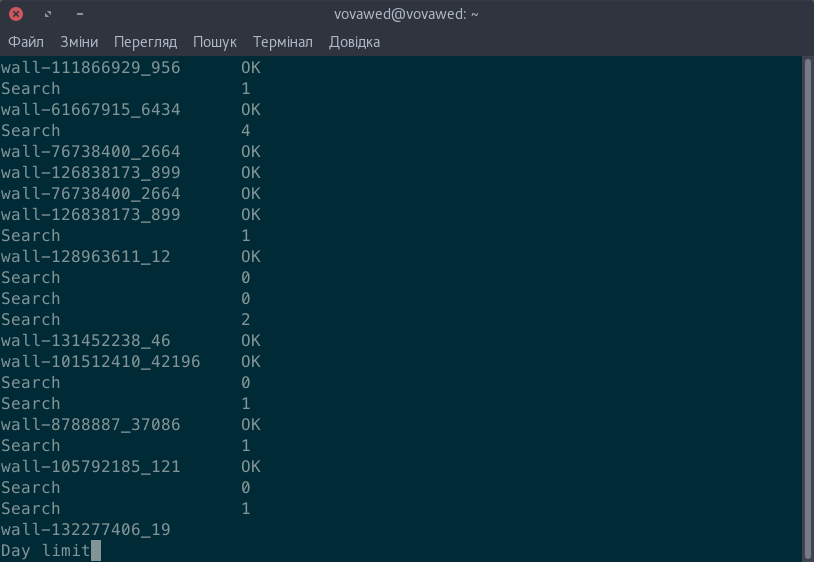 vovawed@vovawed: ~
Файл Зміни Перегляд Пошук Термінал Довідка
wall-111866929_956 OK
Search 1
wall-61667915_6434 OK
Search 4
wall-76738400_2664 OK
wall-126838173_899 OK
wall-76738400_2664 OK
wall-126838173_899 OK
Search 1
wall-128963611_12 OK
Search 0
Search 0
Search 2
wall-131452238_46 OK
wall-101512410_42196 OK
Search 0
Search 1
wall-8788887_37086 OK
Search 1
wall-105792185_121 OK
Search 0
Search 1
wall-132277406_19
Day limit